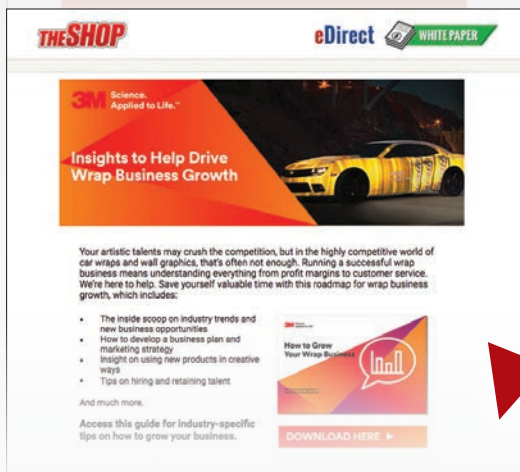 THE SHOP
eDirect WHITE PAPER
3M Science.
Applied to Life.™
Insights to Help Drive
Wrap Business Growth
Your artistic talents may crush the competition, but in the highly competitive world of
car wraps and wall graphics, that's often not enough. Running a successful wrap
business means understanding everything from profit margins to customer service.
We're here to help. Save yourself valuable time with this roadmap for wrap business
growth, which includes:
• The inside scoop on industry trends and
new business opportunities
• How to develop a business plan and
marketing strategy
• Insight on using new products in creative
ways
• Tips on hiring and retaining talent
And much more.
Access this guide for industry-specific
tips on how to grow your business.
3M
How to Grow
Your Wrap Business
DOWNLOAD HERE ▶